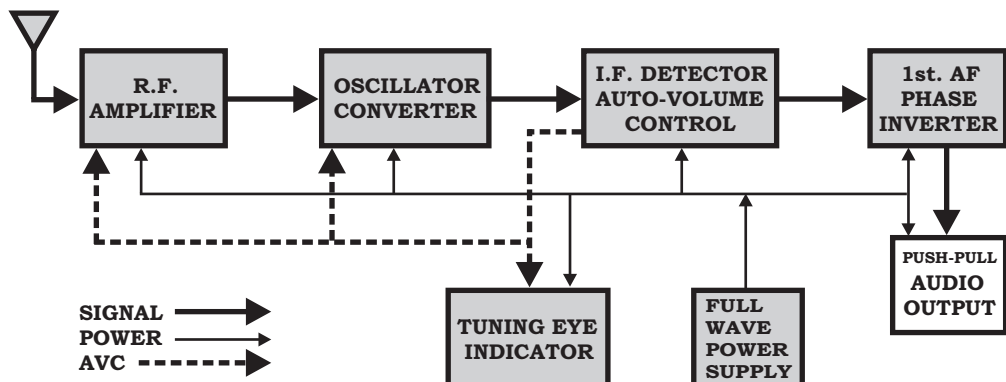 R.F.
AMPLIFIER
OSCILLATOR
CONVERTER
I.F. DETECTOR
AUTO-VOLUME
CONTROL
1st. AF
PHASE
INVERTER
PUSH-PULL
AUDIO
OUTPUT
SIGNAL
POWER
AVC
TUNING EYE
INDICATOR
FULL
WAVE
POWER
SUPPLY